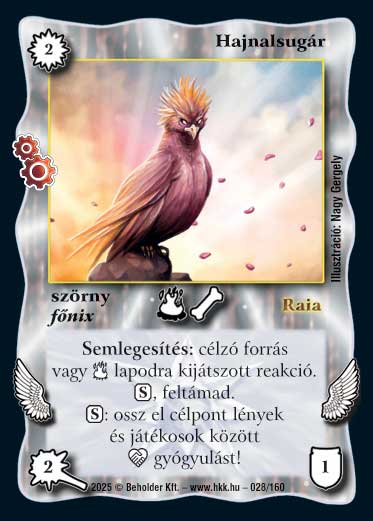 2
Hajnalsugár
Illusztráció: Nagy Gergely
szörny
főnix
Raia
Semlegesítés: célzó forrás
vagy lapodra kijátszott reakció.
S, feltámad.
S: ossz el célpont lények
és játékosok között
gyógyulást!
2
1
2025 © Beholder Kft. – www.hkk.hu – 028/160